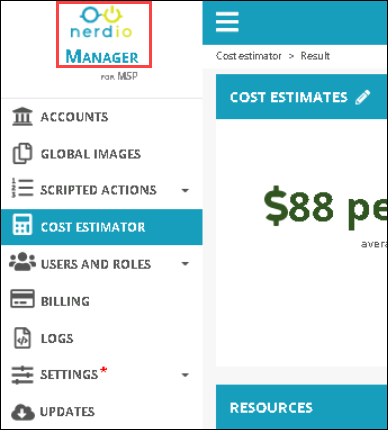 nerdio
MANAGER
FOR MSP
ACCOUNTS
GLOBAL IMAGES
SCRIPTED ACTIONS
COST ESTIMATOR
USERS AND ROLES
BILLING
LOGS
SETTINGS*
UPDATES
Cost estimator > Result
COST ESTIMATES
$88 pe
avera
RESOURCES